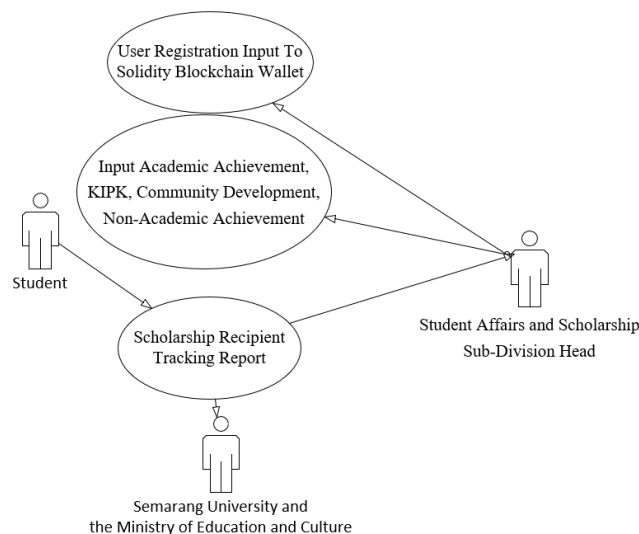 User Registration Input To
Solidity Blockchain Wallet
Input Academic Achievement,
KIPK, Community Development,
Non-Academic Achievement
Student
Scholarship Recipient
Tracking Report
Student Affairs and Scholarship
Sub-Division Head
Semarang University and
the Ministry of Education and Culture